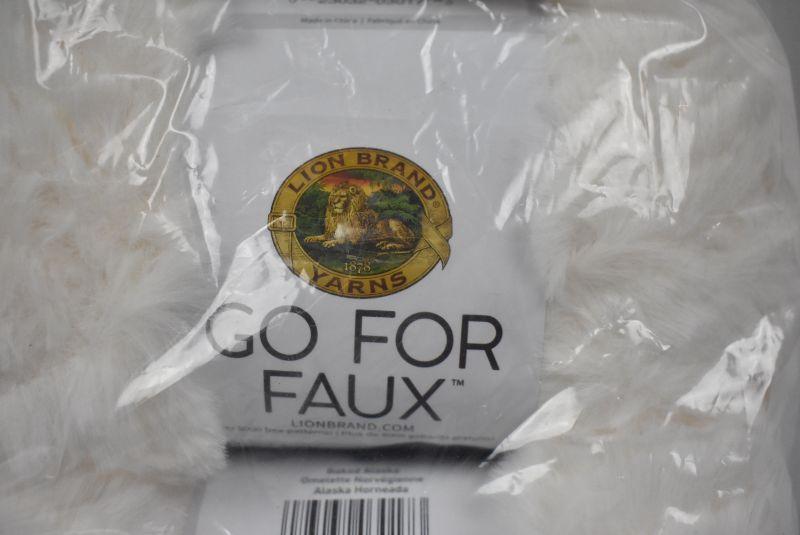 Made in China | Fabriqué en Chine
LION BRAND®
1878
YARNS
GO FOR
FAUX™
LIONBRAND.COM
Baked Alaska
Omelette Norvégienne
Alaska Horneada